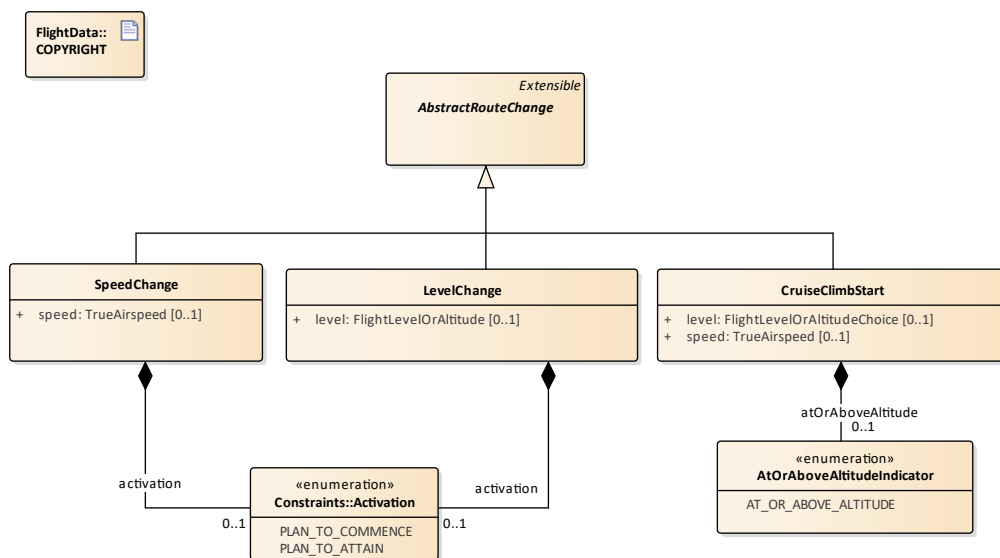 FlightData::
COPYRIGHT
Extensible
AbstractRouteChange
SpeedChange
+ speed: TrueAirspeed [0..1]
LevelChange
+ level: FlightLevelOrAltitude [0..1]
CruiseClimbStart
+ level: FlightLevelOrAltitudeChoice [0..1]
+ speed: TrueAirspeed [0..1]
atOrAboveAltitude
0..1
«enumeration»
AtOrAboveAltitudeIndicator
AT_OR_ABOVE_ALTITUDE
activation
0..1
activation
0..1
«enumeration»
Constraints::Activation
PLAN_TO_COMMENCE
PLAN_TO_ATTAIN